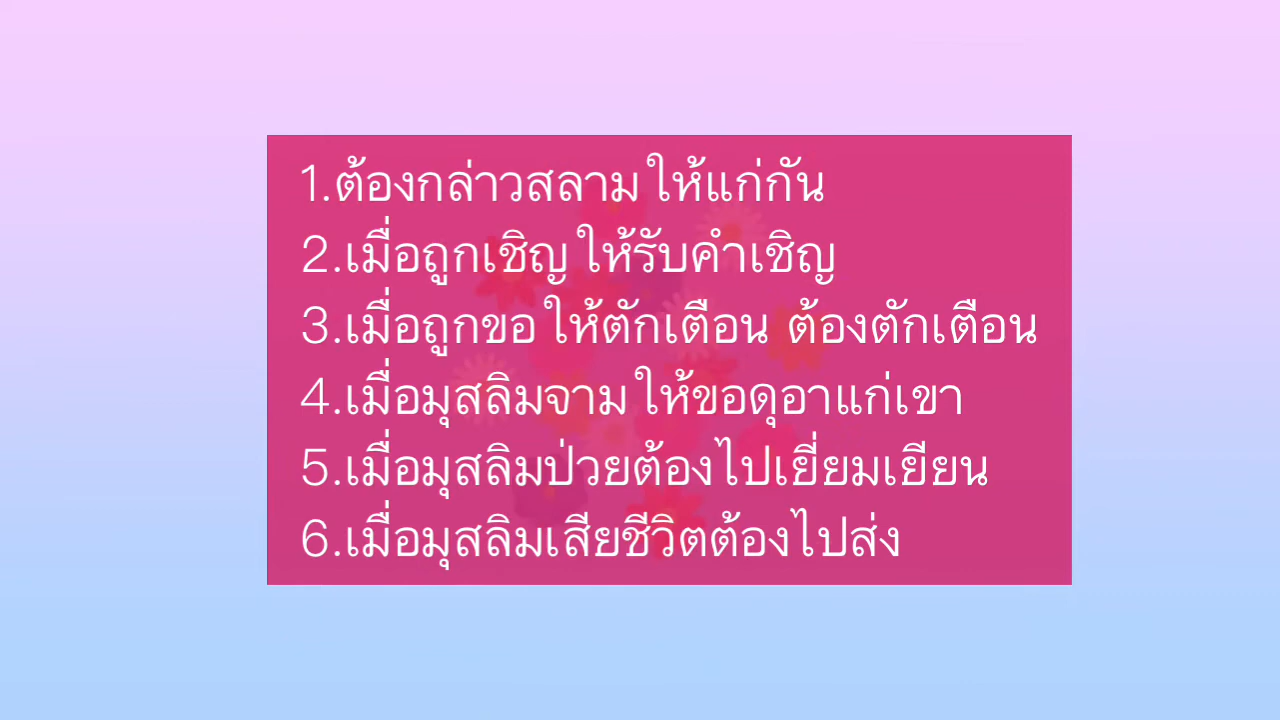 1.ต้องกล่าวสลาม ให้แก่กัน
2.เมื่อถูกเชิญ ให้รับคำเชิญ
3.เมื่อถูกขอ ให้ตักเตือน ต้องตักเตือน
4.เมื่อมุสลิมจาม ให้ขอดุอาแก่เขา
5.เมื่อมุสลิมป่วยต้องไปเยี่ยมเยียน
6.เมื่อมุสลิมเสียชีวิตต้องไปส่ง